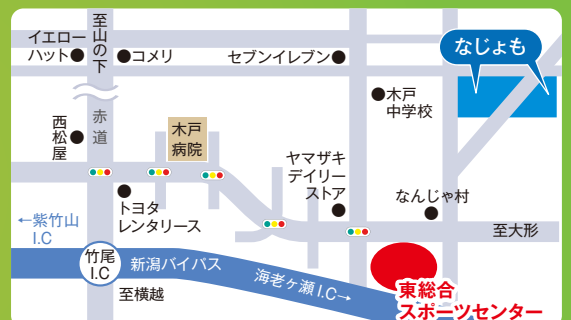 至山の下
イエロー
ハット
コメリ
セブンイレブン
なじょも
木戸
中学校
赤道
西松屋
木戸
病院
ヤマザキ
デイリー
ストア
なんじゃ村
トヨタ
レンタリース
←紫竹山
I.C
至大形
竹尾
I.C
新潟バイパス
海老ヶ瀬I.C→
至横越
東総合
スポーツセンター